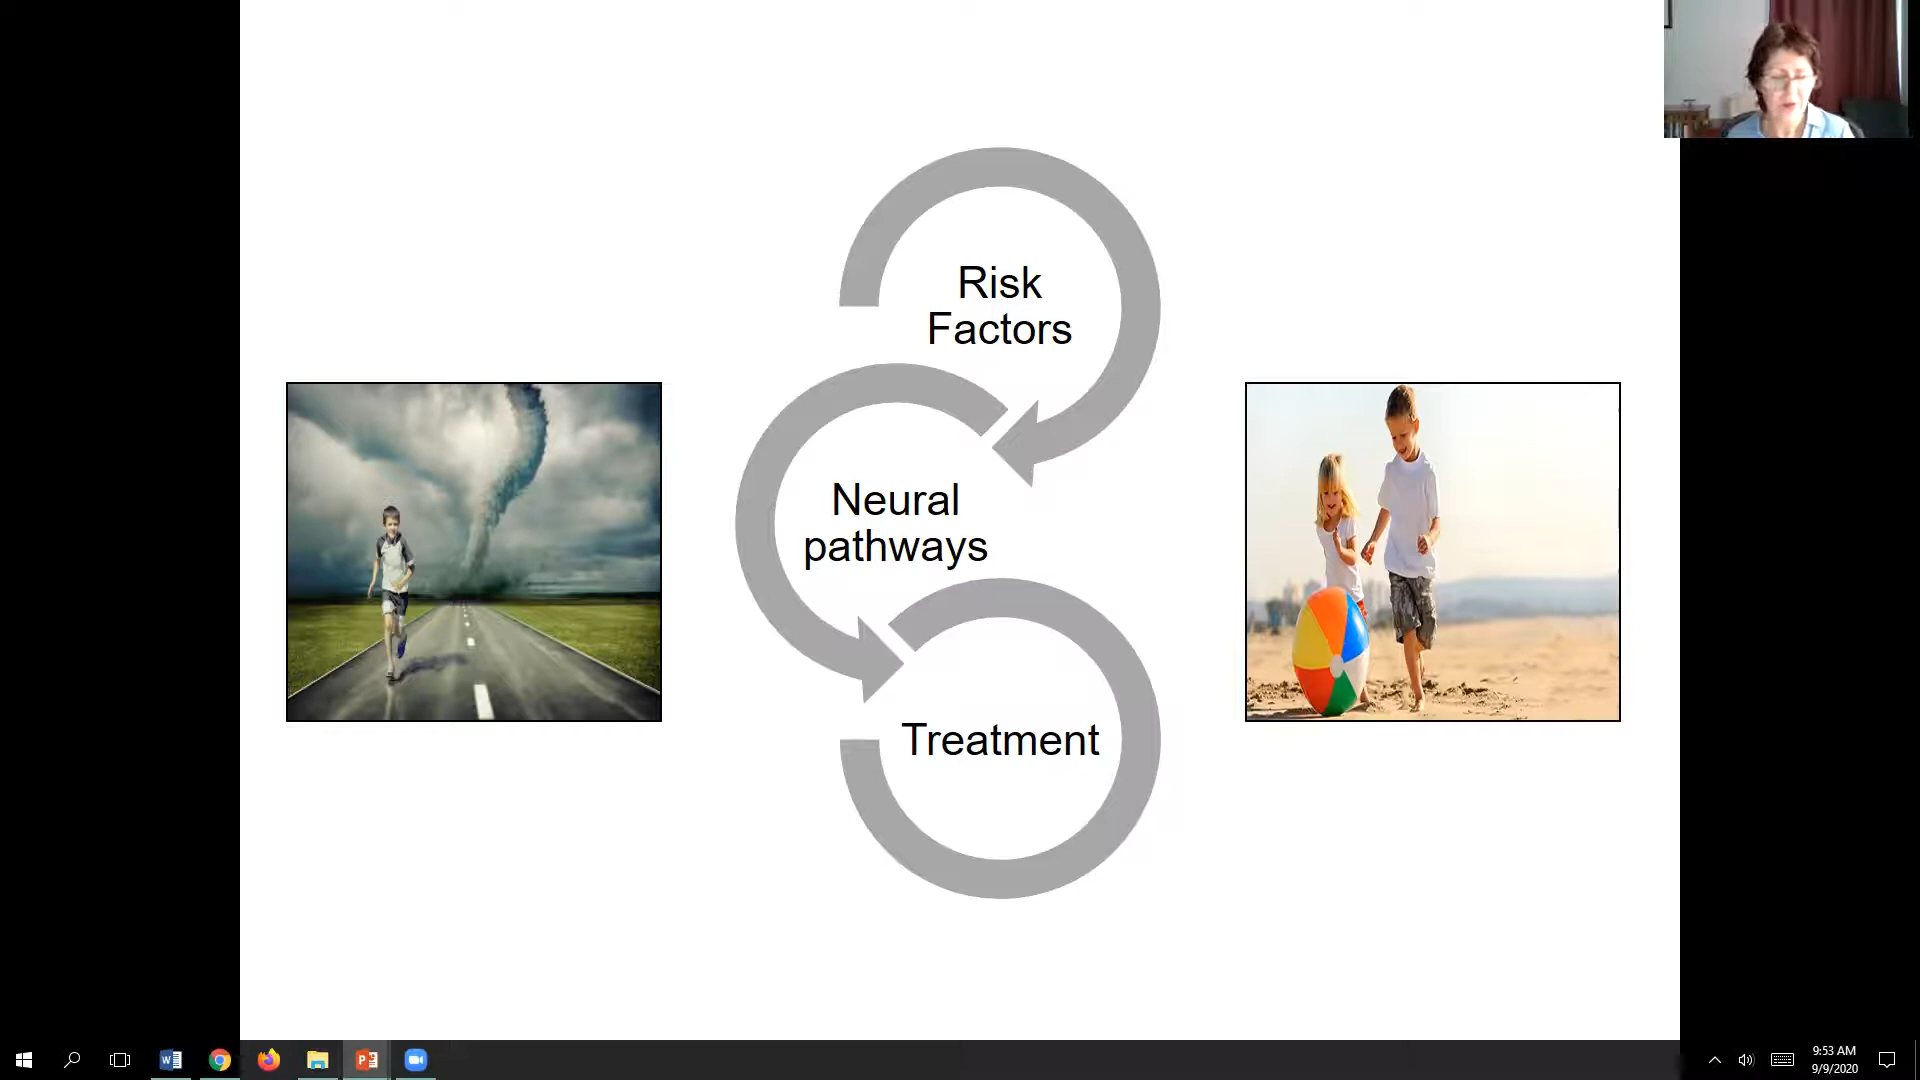 Risk
Factors
Neural
pathways
Treatment
9:53 AM
9/9/2020